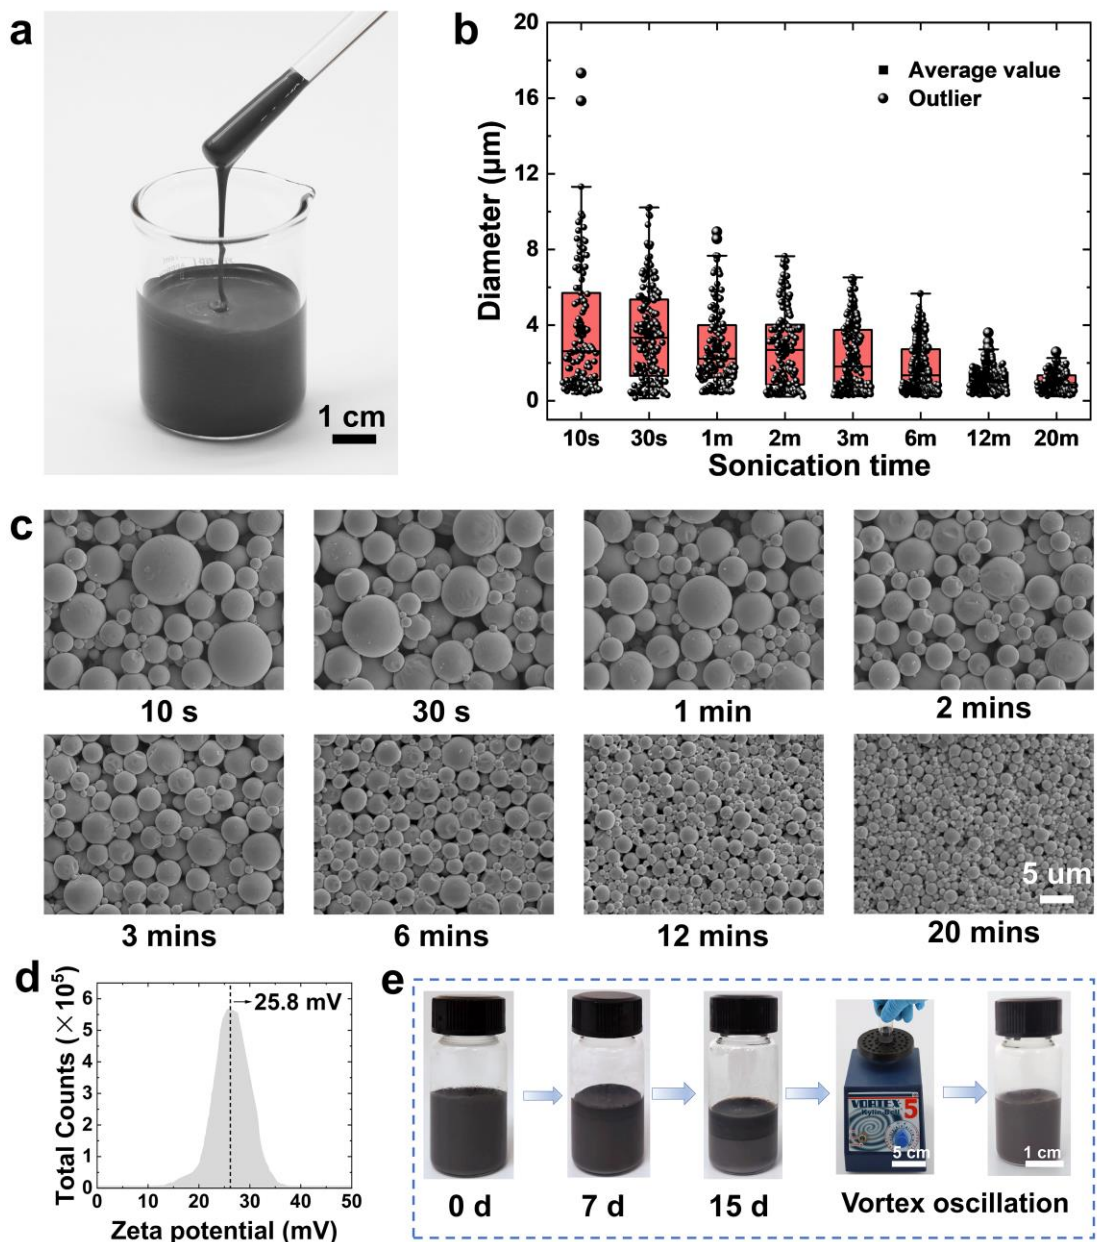 a
1 cm
b
20
16
12
8
4
0
Diameter (μm)
Average value
Outlier
10s 30s 1m 2m 3m 6m 12m 20m
Sonication time
c
10 s
30 s
1 min
2 mins
3 mins
6 mins
12 mins
5 um
20 mins
d
Total Counts (×10⁵)
6
5
4
3
2
1
0
25.8 mV
0 10 20 30 40 50
Zeta potential (mV)
e
VORTEX-5
Kylin-Bell
5 cm
1 cm
0 d
7 d
15 d
Vortex oscillation